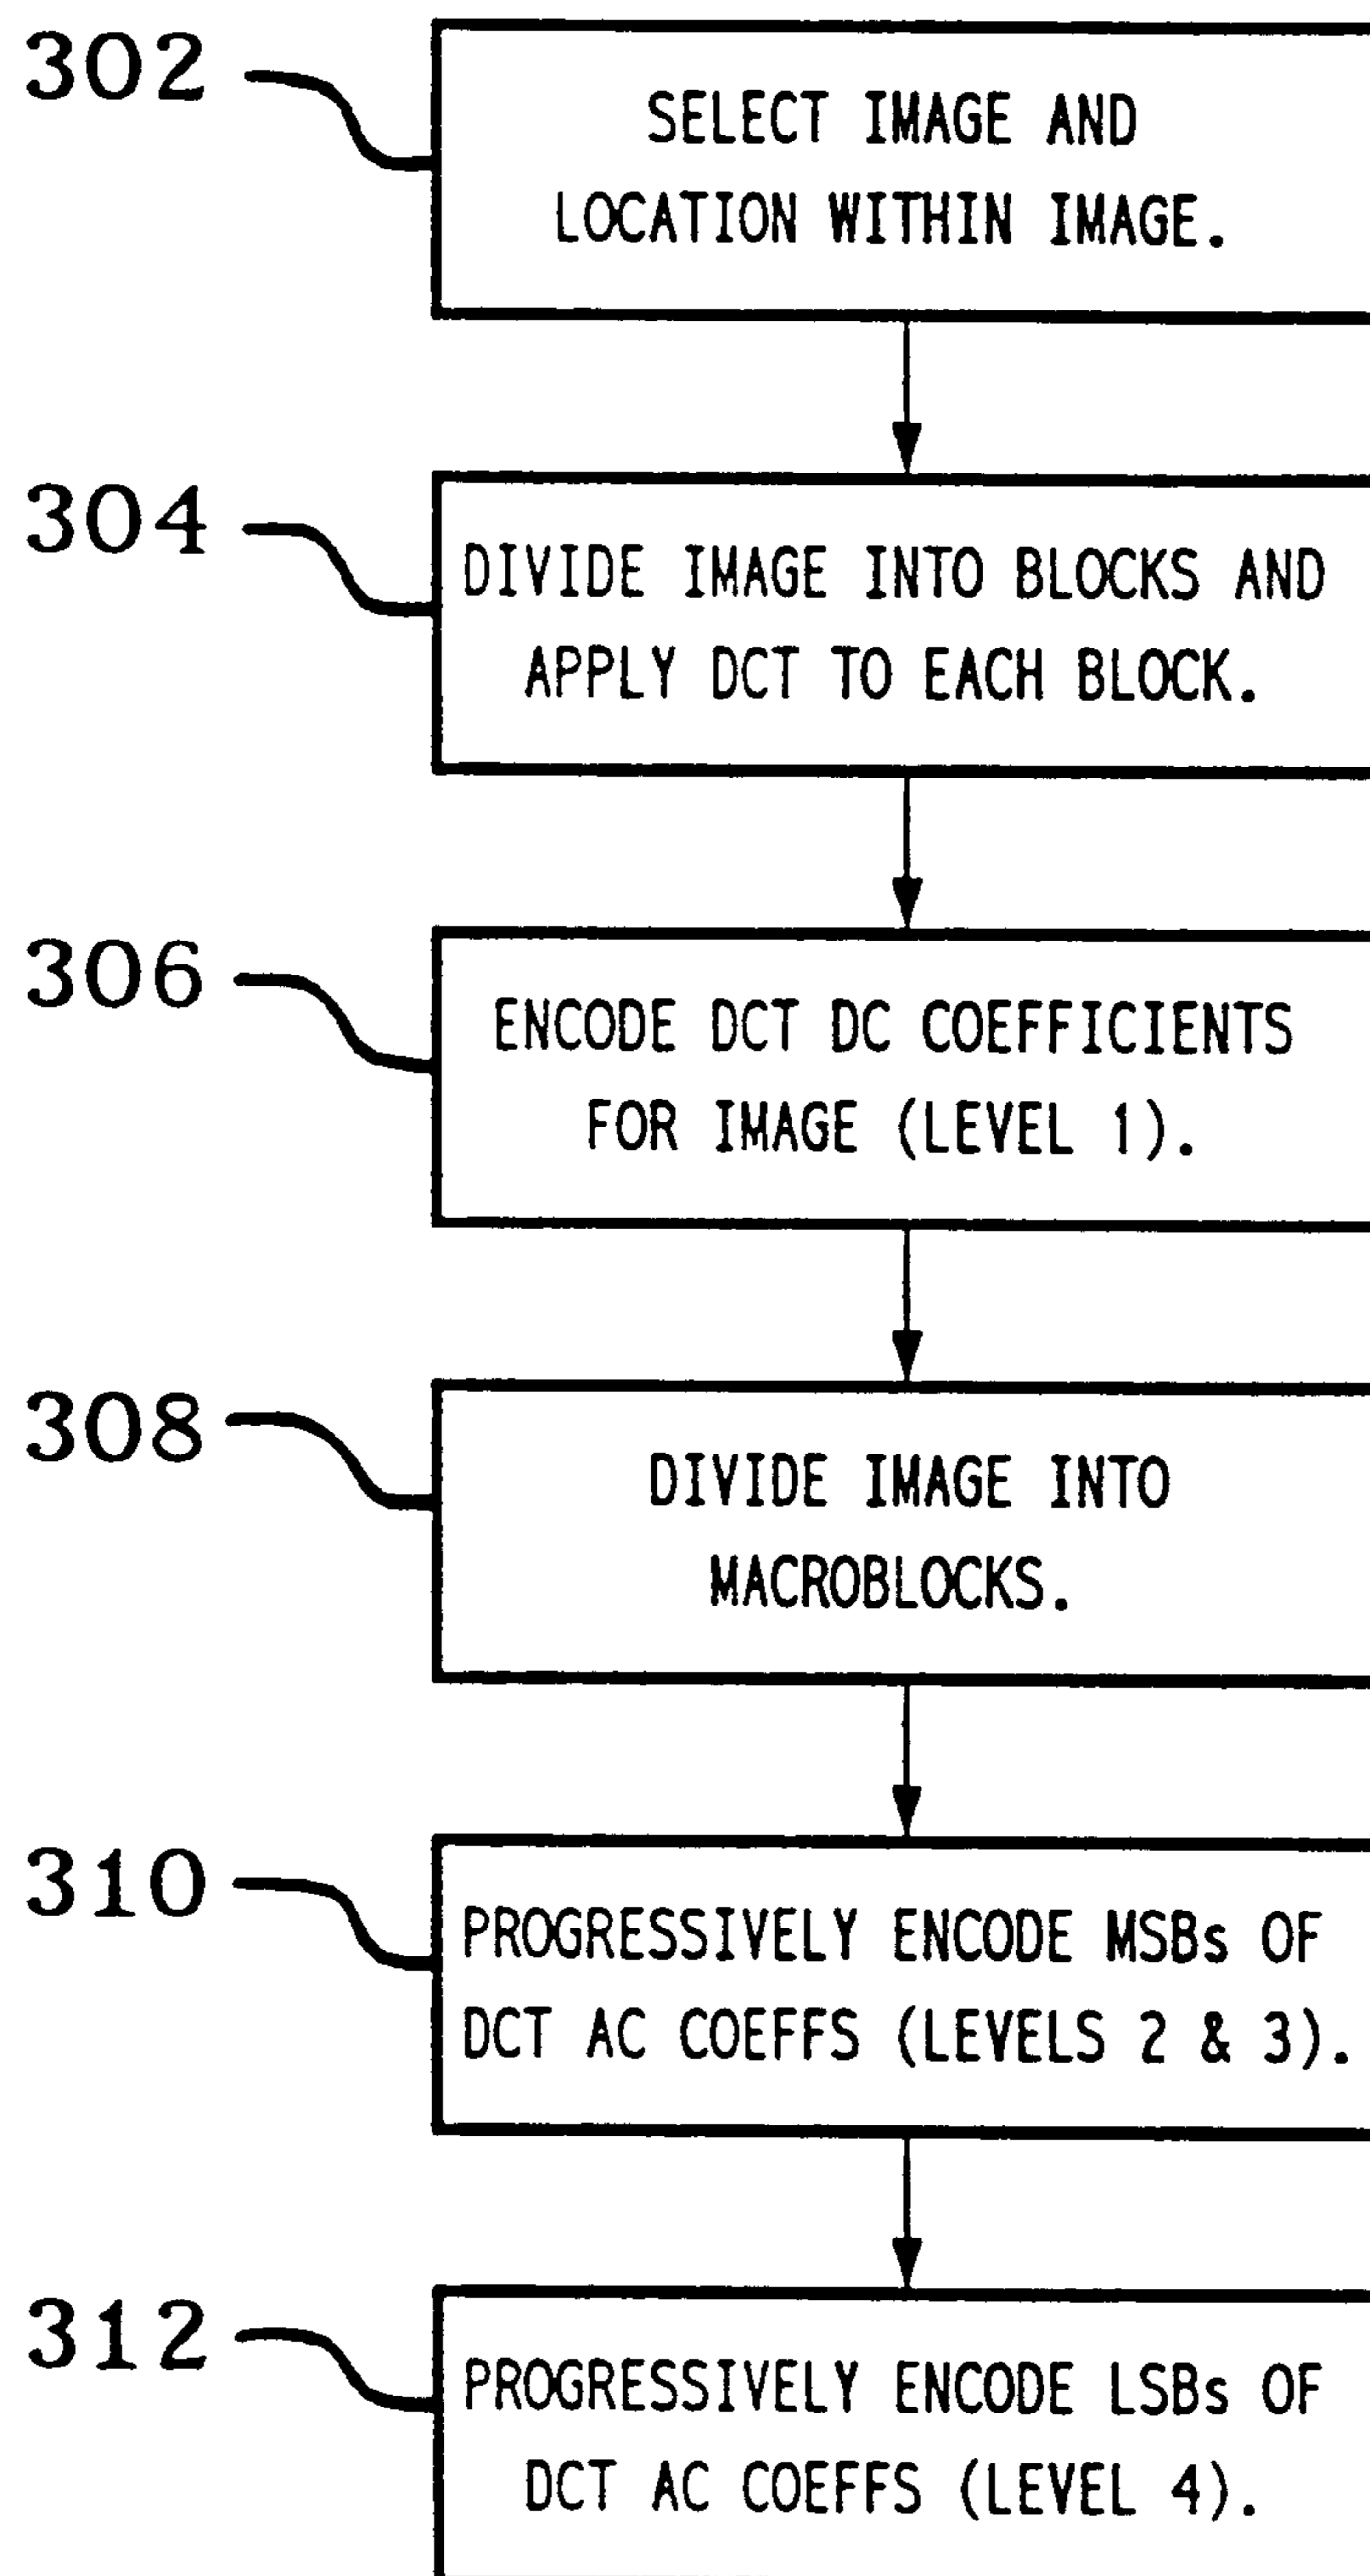 302
SELECT IMAGE AND
LOCATION WITHIN IMAGE.
304
DIVIDE IMAGE INTO BLOCKS AND
APPLY DCT TO EACH BLOCK.
306
ENCODE DCT DC COEFFICIENTS
FOR IMAGE (LEVEL 1).
308
DIVIDE IMAGE INTO
MACROBLOCKS.
310
PROGRESSIVELY ENCODE MSBs OF
DCT AC COEFFS (LEVELS 2 & 3).
312
PROGRESSIVELY ENCODE LSBs OF
DCT AC COEFFS (LEVEL 4).